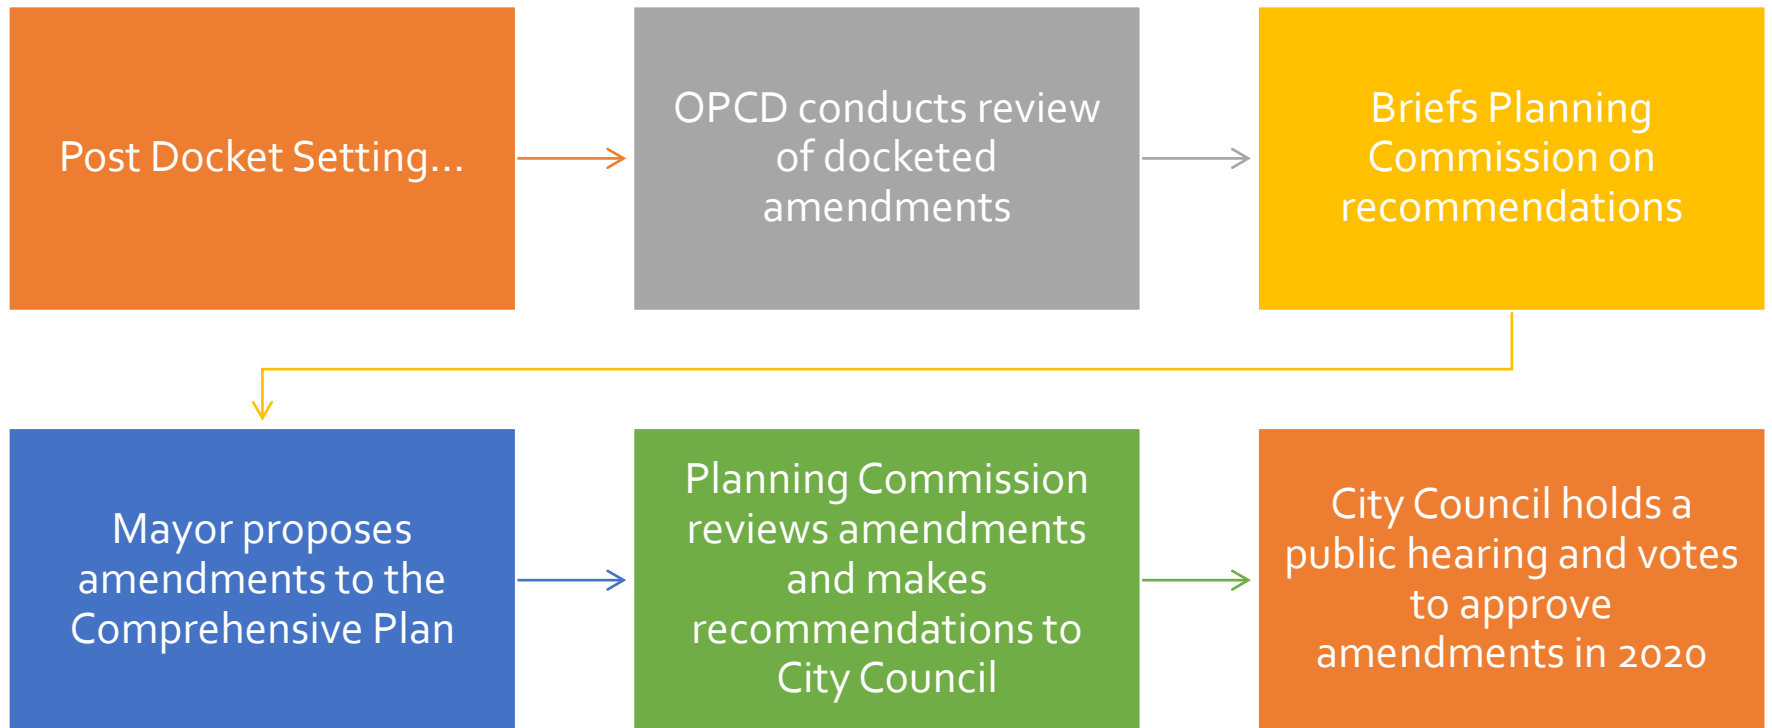 Post Docket Setting...
OPCD conducts review
of docketed
amendments
Briefs Planning
Commission on
recommendations
Mayor proposes
amendments to the
Comprehensive Plan
Planning Commission
reviews amendments
and makes
recommendations to
City Council
City Council holds a
public hearing and votes
to approve
amendments in 2020